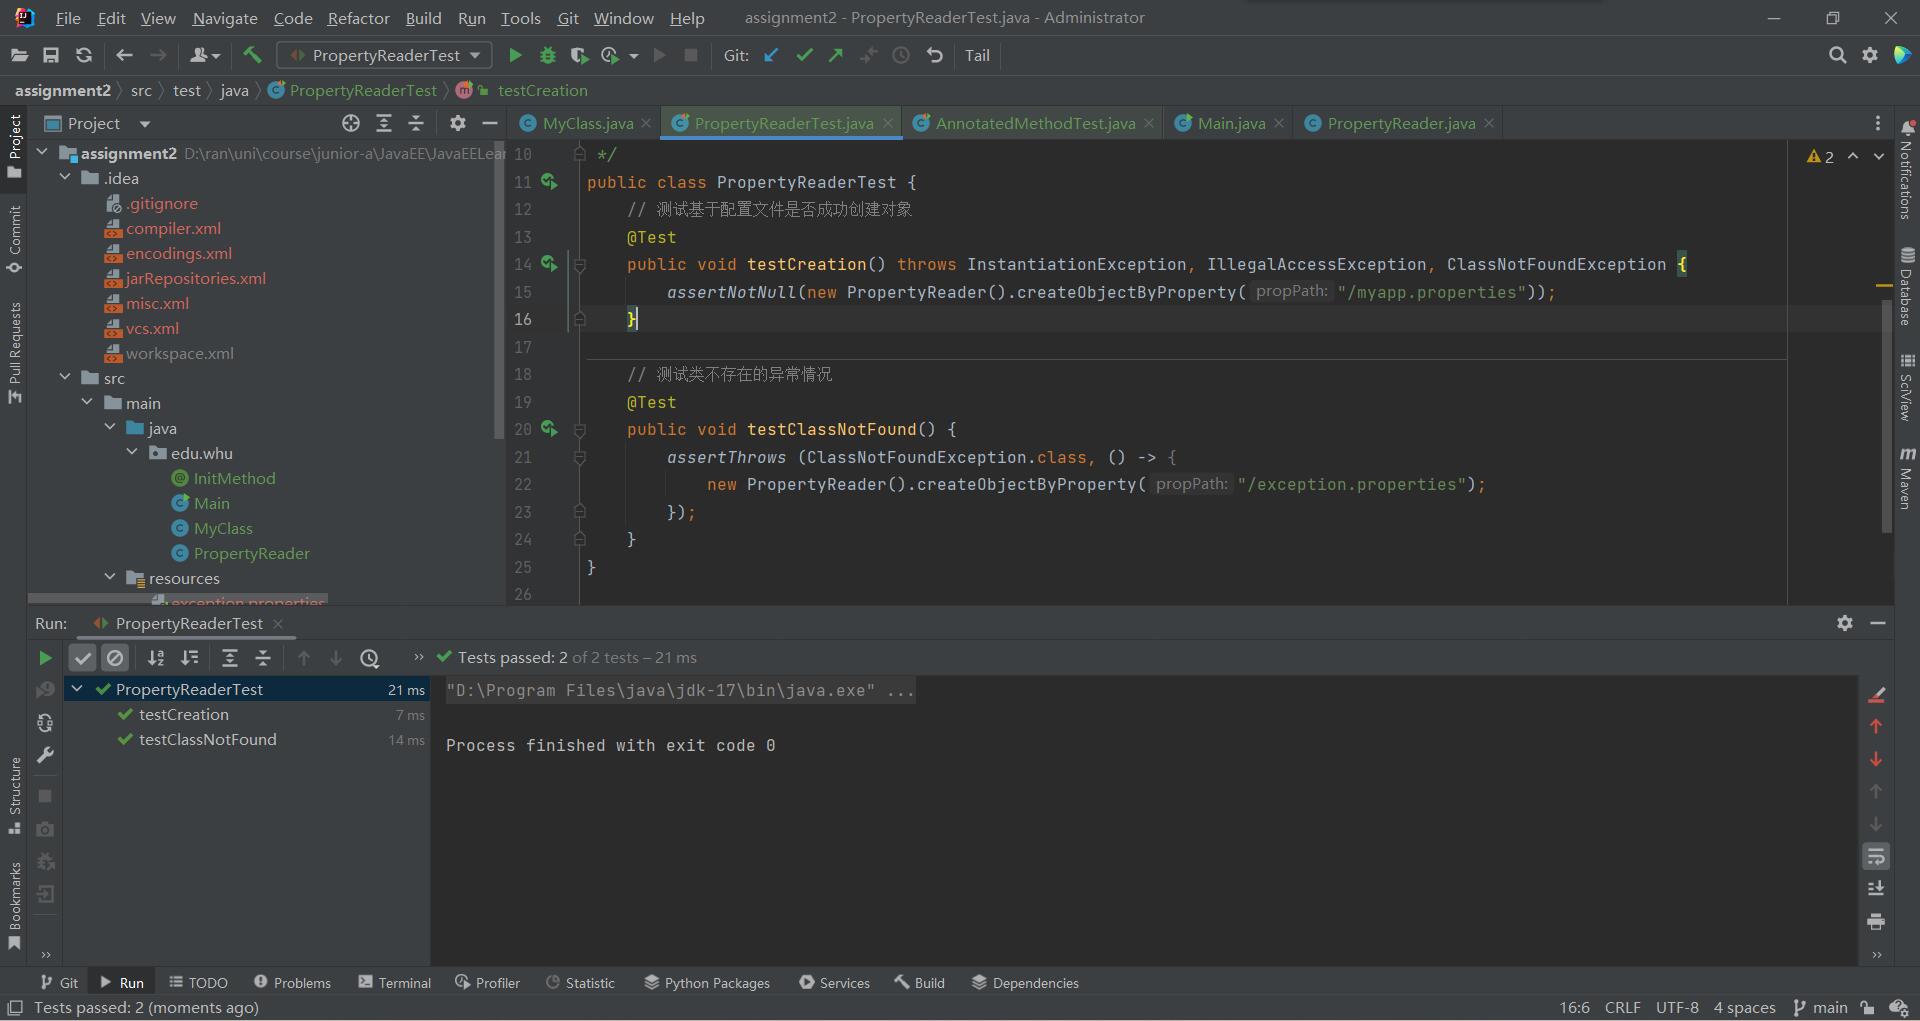 File Edit View Navigate Code Refactor Build Run Tools Git Window Help assignment2 - PropertyReaderTest.java - Administrator
PropertyReaderTest Git: Tail
assignment2 src test java PropertyReaderTest testCreation
Project
MyClass.java PropertyReaderTest.java AnnotatedMethodTest.java Main.java PropertyReader.java
Project
Commit
Pull Requests
Structure
Bookmarks
assignment2 D:\ran\uni\course\junior-a\JavaEE\JavaEELear
.idea
.gitignore
compiler.xml
encodings.xml
jarRepositories.xml
misc.xml
vcs.xml
workspace.xml
src
main
java
edu.whu
InitMethod
Main
MyClass
PropertyReader
resources
exception.properties
10 */
11 public class PropertyReaderTest {
12 // 测试基于配置文件是否成功创建对象
13 @Test
14 public void testCreation() throws InstantiationException, IllegalAccessException, ClassNotFoundException {
15 assertNotNull(new PropertyReader().createObjectByProperty( propPath: "/myapp.properties"));
16 }
17
18 // 测试类不存在的异常情况
19 @Test
20 public void testClassNotFound() {
21 assertThrows (ClassNotFoundException.class, () -> {
22 new PropertyReader().createObjectByProperty( propPath: "/exception.properties");
23 });
24 }
25 }
26
2
Notifications
Database
SciView
Maven
Run: PropertyReaderTest
Tests passed: 2 of 2 tests – 21 ms
PropertyReaderTest 21 ms
testCreation 7 ms
testClassNotFound 14 ms
"D:\Program Files\java\jdk-17\bin\java.exe" ...
Process finished with exit code 0
Git Run TODO Problems Terminal Profiler Statistic Python Packages Services Build Dependencies
Tests passed: 2 (moments ago) 16:6 CRLF UTF-8 4 spaces main